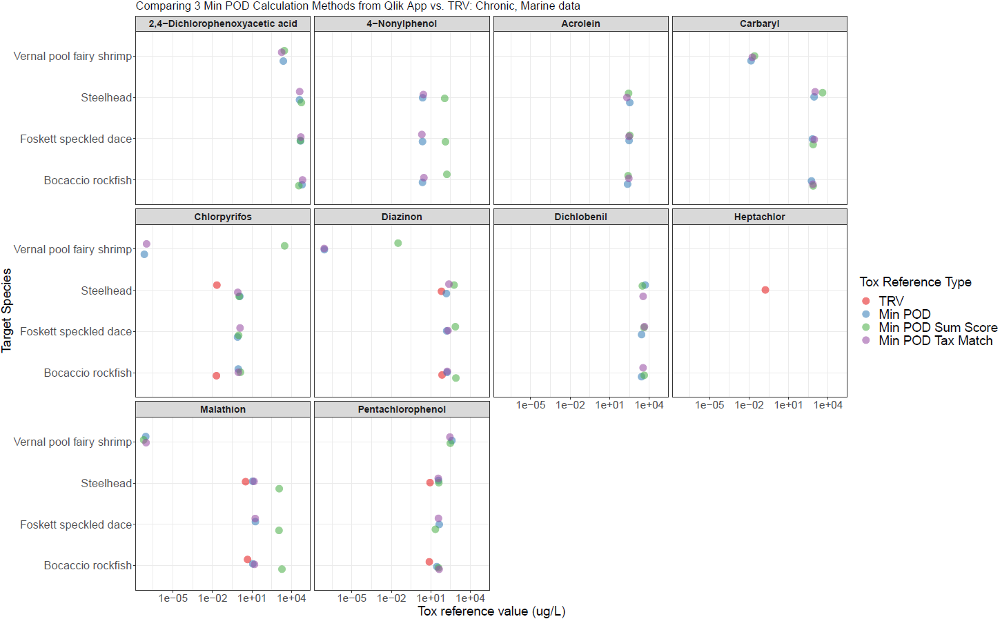 Comparing 3 Min POD Calculation Methods from Qlik App vs. TRV: Chronic, Marine data
2,4−Dichlorophenoxyacetic acid
4−Nonylphenol
Acrolein
Carbaryl
Vernal pool fairy shrimp
Steelhead
Foskett speckled dace
Bocaccio rockfish
Chlorpyrifos
Diazinon
Dichlobenil
Heptachlor
Vernal pool fairy shrimp
Steelhead
Foskett speckled dace
Bocaccio rockfish
1e−05 1e−02 1e+01 1e+04
1e−05 1e−02 1e+01 1e+04
Malathion
Pentachlorophenol
Vernal pool fairy shrimp
Steelhead
Foskett speckled dace
Bocaccio rockfish
1e−05 1e−02 1e+01 1e+04
1e−05 1e−02 1e+01 1e+04
Tox reference value (ug/L)
Target Species
Tox Reference Type
TRV
Min POD
Min POD Sum Score
Min POD Tax Match